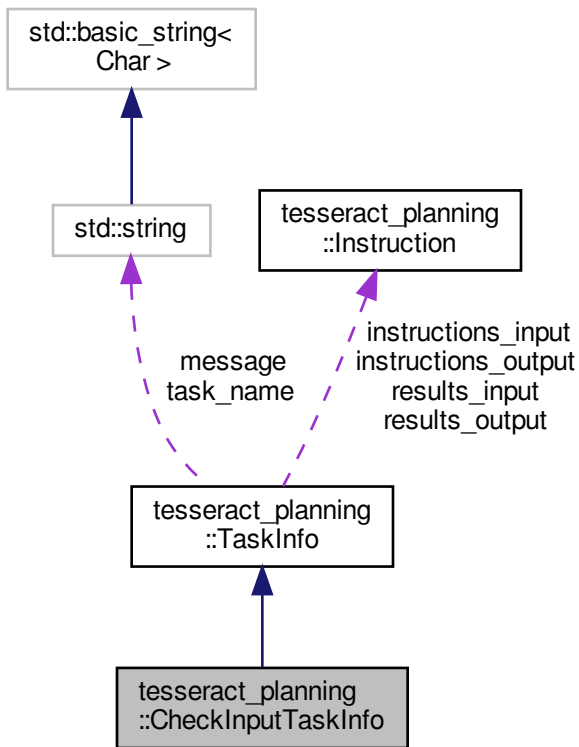 std::basic_string<
Char >
std::string
tesseract_planning
::Instruction
message
task_name
instructions_input
instructions_output
results_input
results_output
tesseract_planning
::TaskInfo
tesseract_planning
::CheckInputTaskInfo